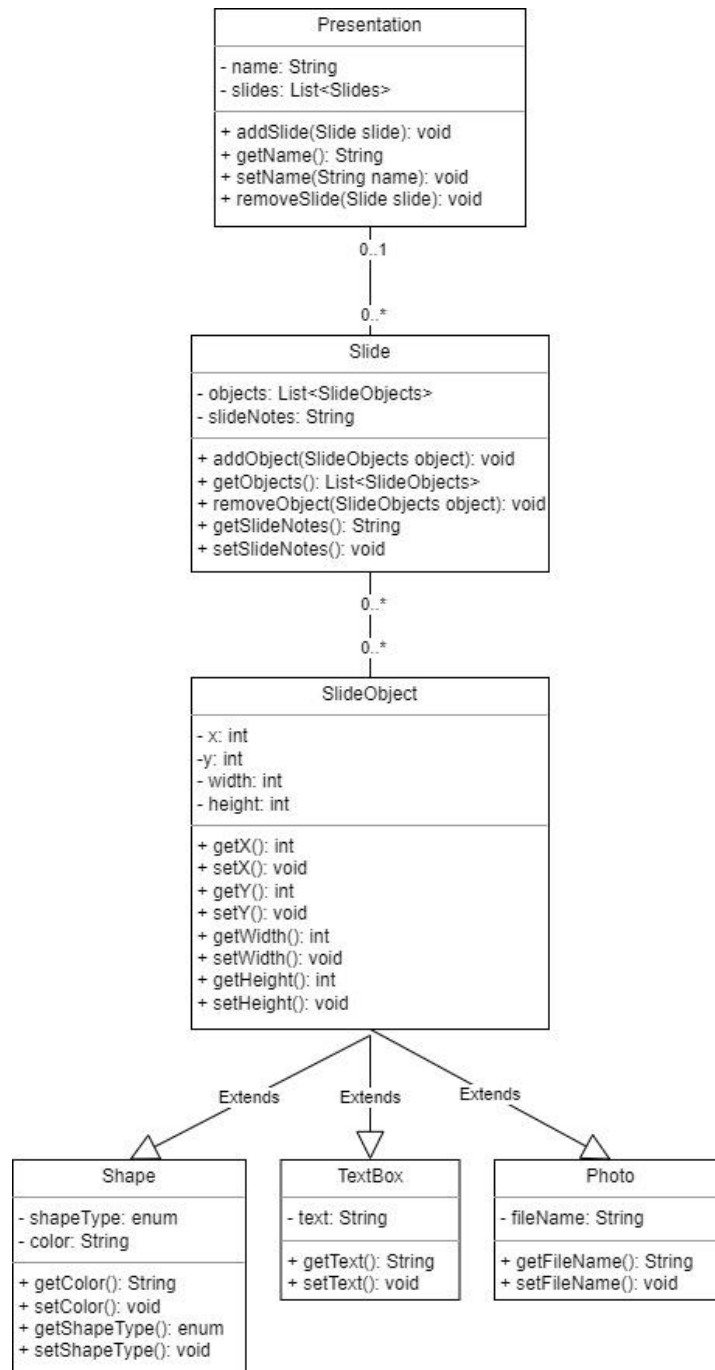 Presentation
- name: String
- slides: List<Slides>
+ addSlide(Slide slide): void
+ getName(): String
+ setName(String name): void
+ removeSlide(Slide slide): void
0..1
0..*
Slide
- objects: List<SlideObjects>
- slideNotes: String
+ addObject(SlideObjects object): void
+ getObjects(): List<SlideObjects>
+ removeObject(SlideObjects object): void
+ getSlideNotes(): String
+ setSlideNotes(): void
0..*
0..*
SlideObject
- x: int
-y: int
- width: int
- height: int
+ getX(): int
+ setX(): void
+ getY(): int
+ setY(): void
+ getWidth(): int
+ setWidth(): void
+ getHeight(): int
+ setHeight(): void
Extends
Extends
Extends
Shape
- shapeType: enum
- color: String
+ getColor(): String
+ setColor(): void
+ getShapeType(): enum
+ setShapeType(): void
TextBox
- text: String
+ getText(): String
+ setText(): void
Photo
- fileName: String
+ getFileName(): String
+ setFileName(): void